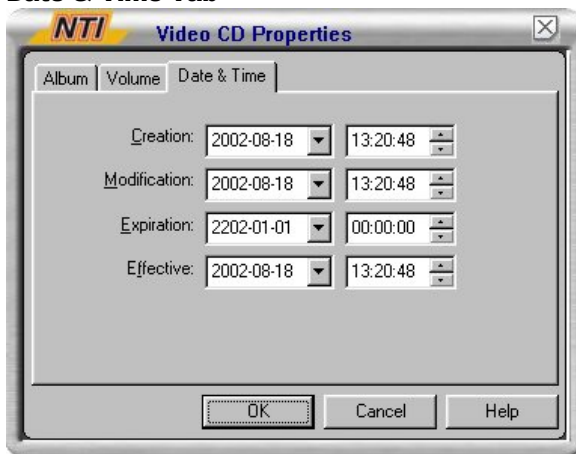 Date & Time Tab
NTI Video CD Properties
Album Volume Date & Time
Creation: 2002-08-18 13:20:48
Modification: 2002-08-18 13:20:48
Expiration: 2202-01-01 00:00:00
Effective: 2002-08-18 13:20:48
OK Cancel Help